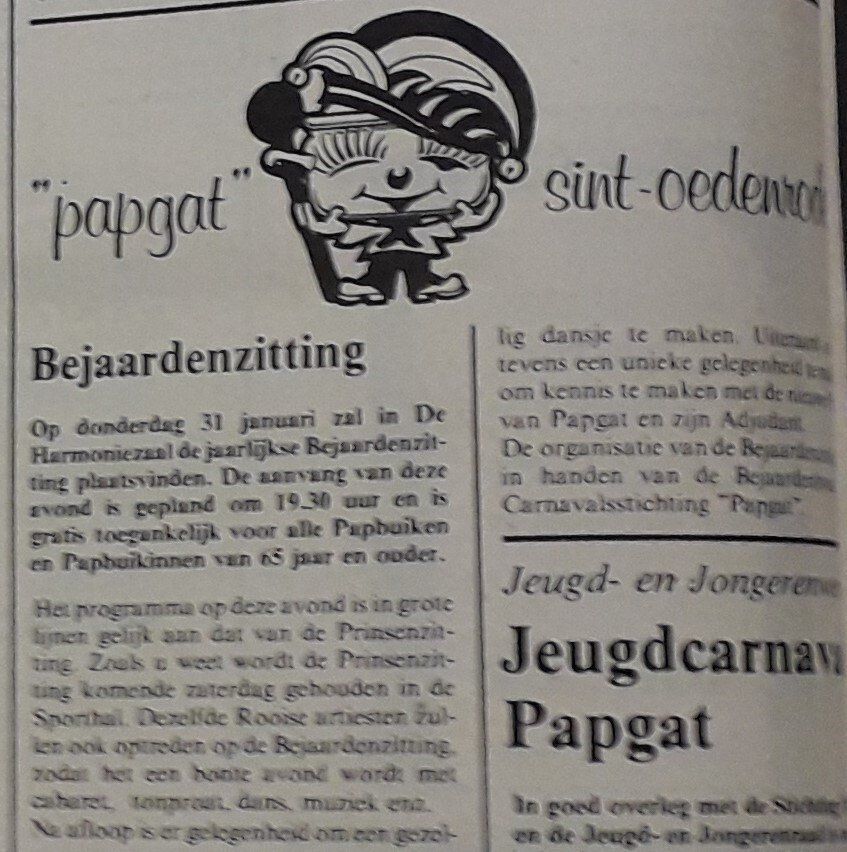 "papgat"
sint-oedenrod
Bejaardenzitting
Op donderdag 31 januari zal in De
Harmoniezaal de jaarlijkse Bejaardenzit-
ting plaatsvinden. De aanvang van deze
avond is gepland om 19.30 uur en is
gratis toegankelijk voor alle Papbuiken
en Papbuikinnen van 65 jaar en ouder.
Het programma op deze avond is in grote
lijnen gelijk aan dat van de Prinsenzit-
ting. Zoals u weet wordt de Prinsenzit-
ting komende zaterdag gehouden in de
Sporthal. Dezelfde Rooise artiesten zul-
len ook optreden op de Bejaardenzitting,
zodat het een bonte avond wordt met
cabaret, tonproat, dans, muziek enz.
Na afloop is er gelegenheid om een gezel-
lig dansje te maken.
tevens een unieke gelegenheid
om kennis te maken met de
van Papgat en zijn Adjudant.
De organisatie van de
in handen van de
Carnavalsstichting "Papgat".
Jeugd- en Jongeren
Jeugdcarnava
Papgat
In goed overleg met de
en de Jeugd- en